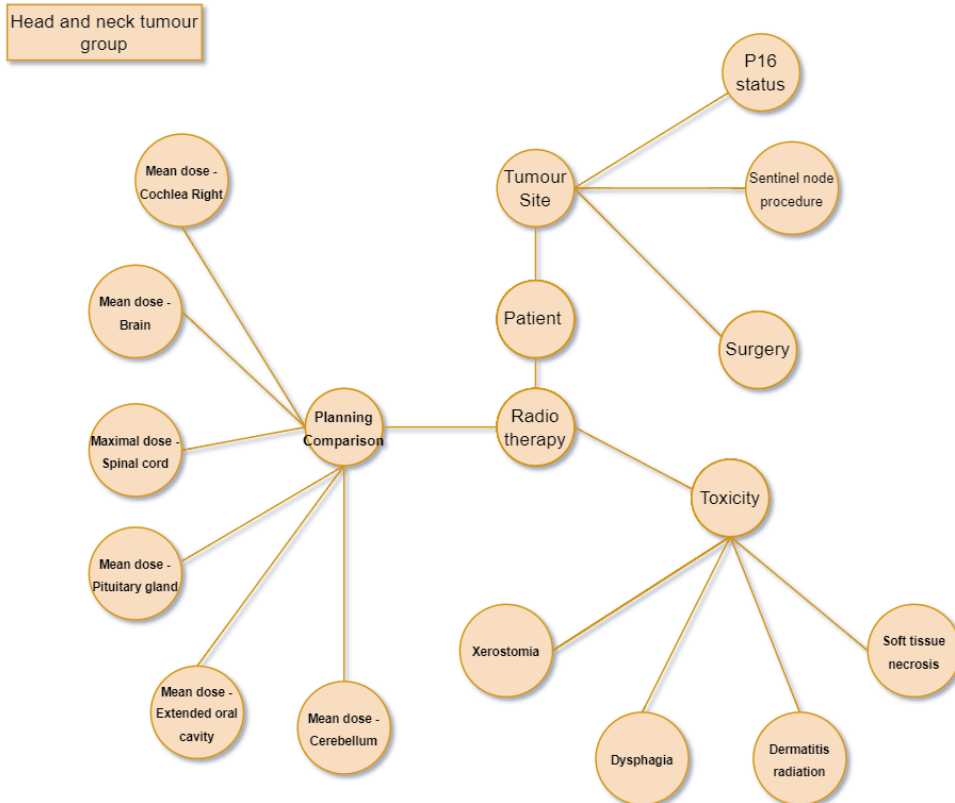 Head and neck tumour
group
P16
status
Mean dose -
Cochlea Right
Tumour
Site
Sentinel node
procedure
Mean dose -
Brain
Patient
Surgery
Planning
Comparison
Radio
therapy
Maximal dose -
Spinal cord
Toxicity
Mean dose -
Pituitary gland
Xerostomia
Soft tissue
necrosis
Mean dose -
Extended oral
cavity
Mean dose -
Cerebellum
Dysphagia
Dermatitis
radiation